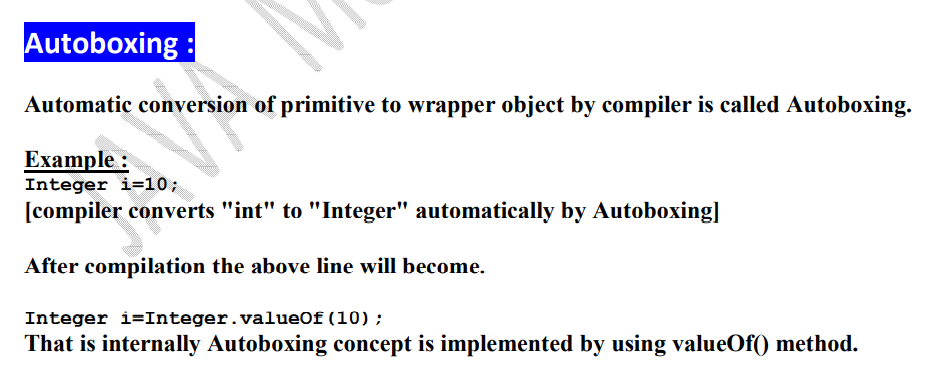 Autoboxing :
Automatic conversion of primitive to wrapper object by compiler is called Autoboxing.
Example :
Integer i=10;
[compiler converts "int" to "Integer" automatically by Autoboxing]
After compilation the above line will become.
Integer i=Integer.valueOf(10);
That is internally Autoboxing concept is implemented by using valueOf() method.
JAVA M